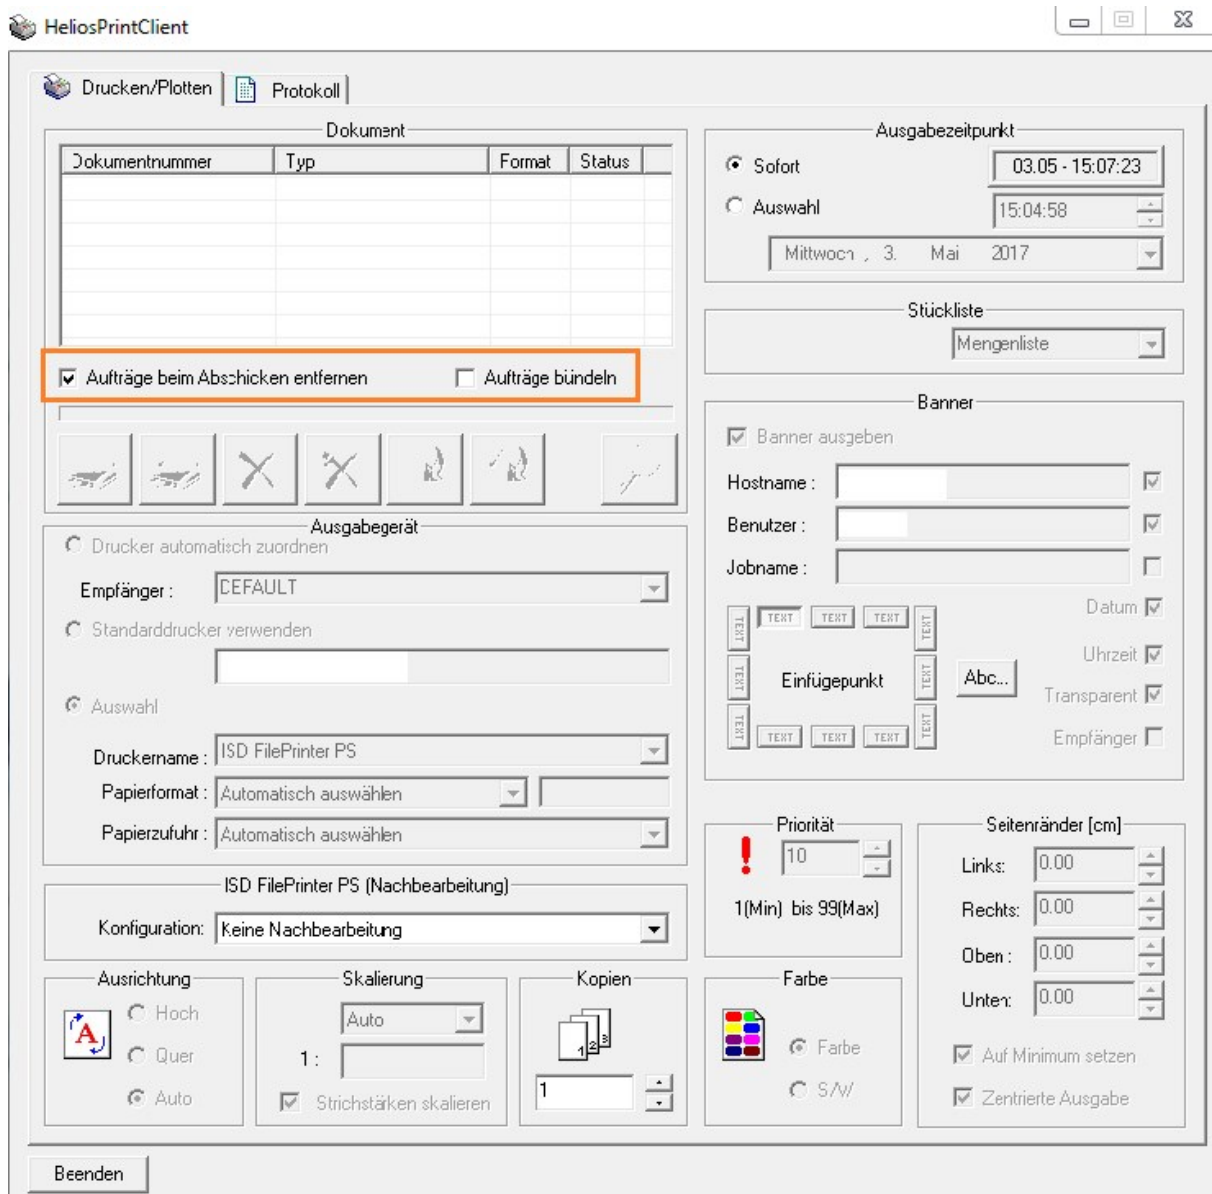 HeliosPrintClient
Drucken/Plotten Protokoll
Dokument
Dokumentnummer Typ Format Status
Aufträge beim Abschicken entfernen Aufträge bündeln
Ausgabegerät
Drucker automatisch zuordnen
Empfänger : DEFAULT
Standarddrucker verwenden
Auswahl
Druckername : ISD FilePrinter PS
Papierformat : Automatisch auswählen
Papierzufuhr : Automatisch auswählen
ISD FilePrinter PS (Nachbearbeitung)
Konfiguration: Keine Nachbearbeitung
Ausrichtung
A
Hoch
Quer
Auto
Skalierung
Auto
1 :
Strichstärken skalieren
Kopien
1 2 3
1
Ausgabezeitpunkt
Sofort 03.05 - 15:07:23
Auswahl 15:04:58
Mittwoch , 3. Mai 2017
Stückliste
Mengenliste
Banner
Banner ausgeben
Hostname :
Benutzer :
Jobname :
TEXT TEXT TEXT TEXT TEXT
TEXT Einfügepunkt TEXT Abc...
TEXT TEXT TEXT TEXT TEXT
Datum
Uhrzeit
Transparent
Empfänger
Priorität
10
1(Min) bis 99(Max)
Farbe
Farbe
S/W
Seitenränder [cm]
Links: 0.00
Rechts: 0.00
Oben : 0.00
Unten: 0.00
Auf Minimum setzen
Zentrierte Ausgabe
Beenden